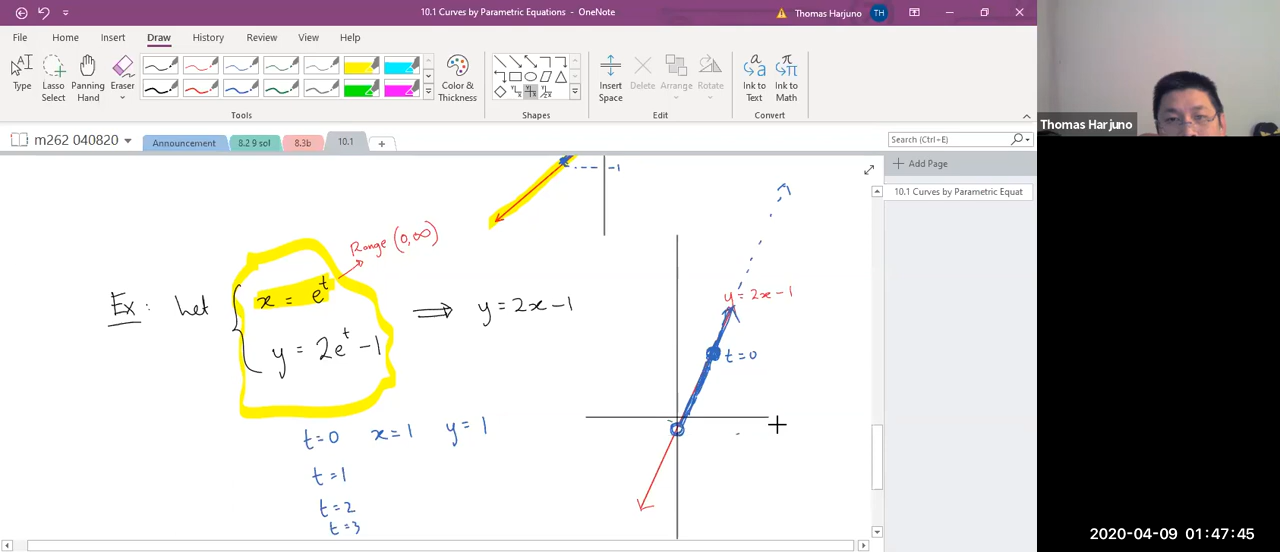 10.1 Curves by Parametric Equations - OneNote
Thomas Harjuno TH
File Home Insert Draw History Review View Help
Type
Lasso Select
Panning Hand
Eraser
Color & Thickness
Insert Space
Delete
Arrange
Rotate
Ink to Text
Ink to Math
Tools
Shapes
Edit
Convert
m262 040820
Announcement
8.2 9 sol
8.3b
10.1
Search (Ctrl+E)
Add Page
10.1 Curves by Parametric Equat
Thomas Harjuno
-1
Range (0,∞)
Ex: Let { x = e^t
y = 2e^t - 1
⟹ y = 2x - 1
y = 2x - 1
t = 0
t = 0 x = 1 y = 1
t = 1
t = 2
t = 3
2020-04-09 01:47:45